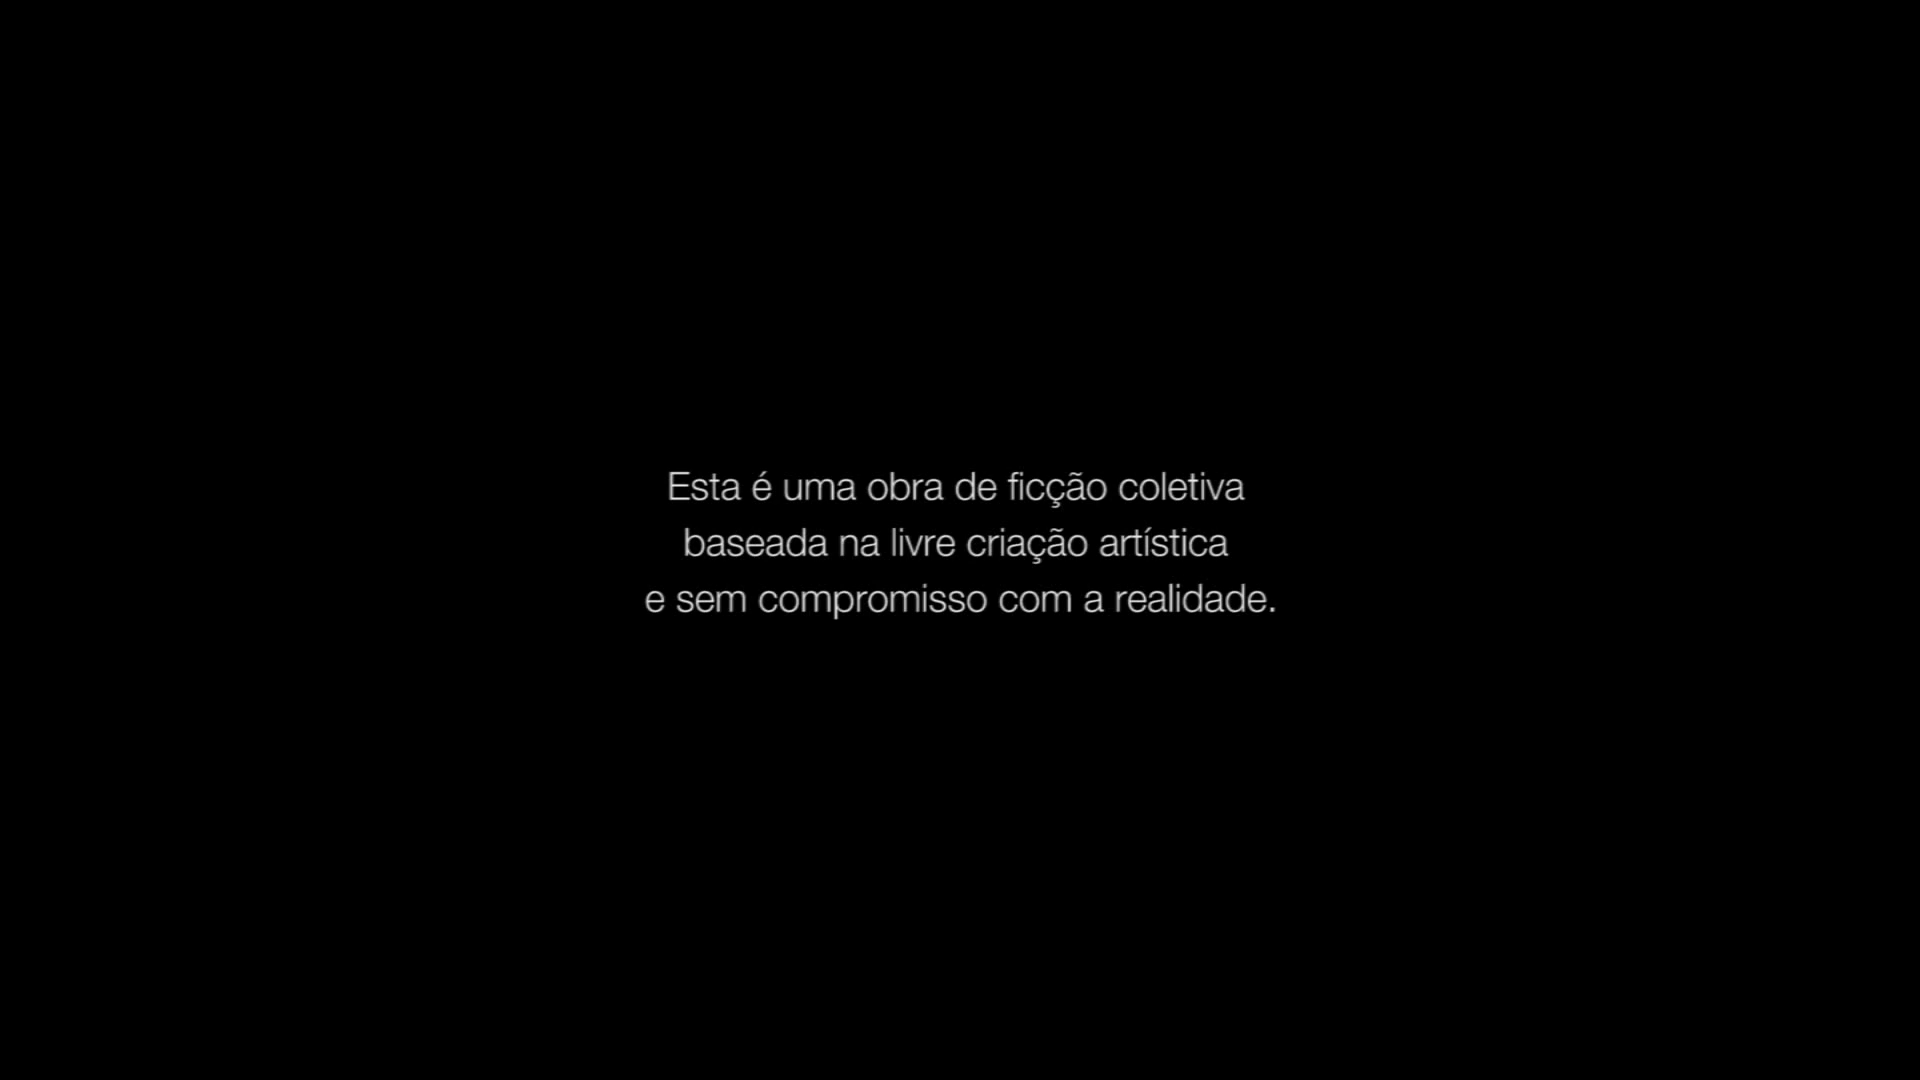 Esta é uma obra de ficção coletiva
baseada na livre criação artística
e sem compromisso com a realidade.